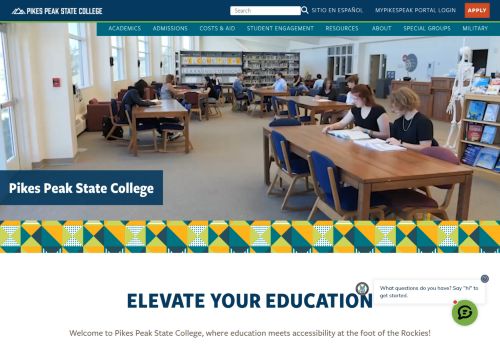 PIKES PEAK STATE COLLEGE
Search
SITIO EN ESPAÑOL
MYPIKESPEAK PORTAL LOGIN
APPLY
ACADEMICS
ADMISSIONS
COSTS & AID
STUDENT ENGAGEMENT
RESOURCES
ABOUT
SPECIAL GROUPS
MILITARY
Pikes Peak State College
What questions do you have? Say "hi" to
get started.
ELEVATE YOUR EDUCATION
Welcome to Pikes Peak State College, where education meets accessibility at the foot of the Rockies!